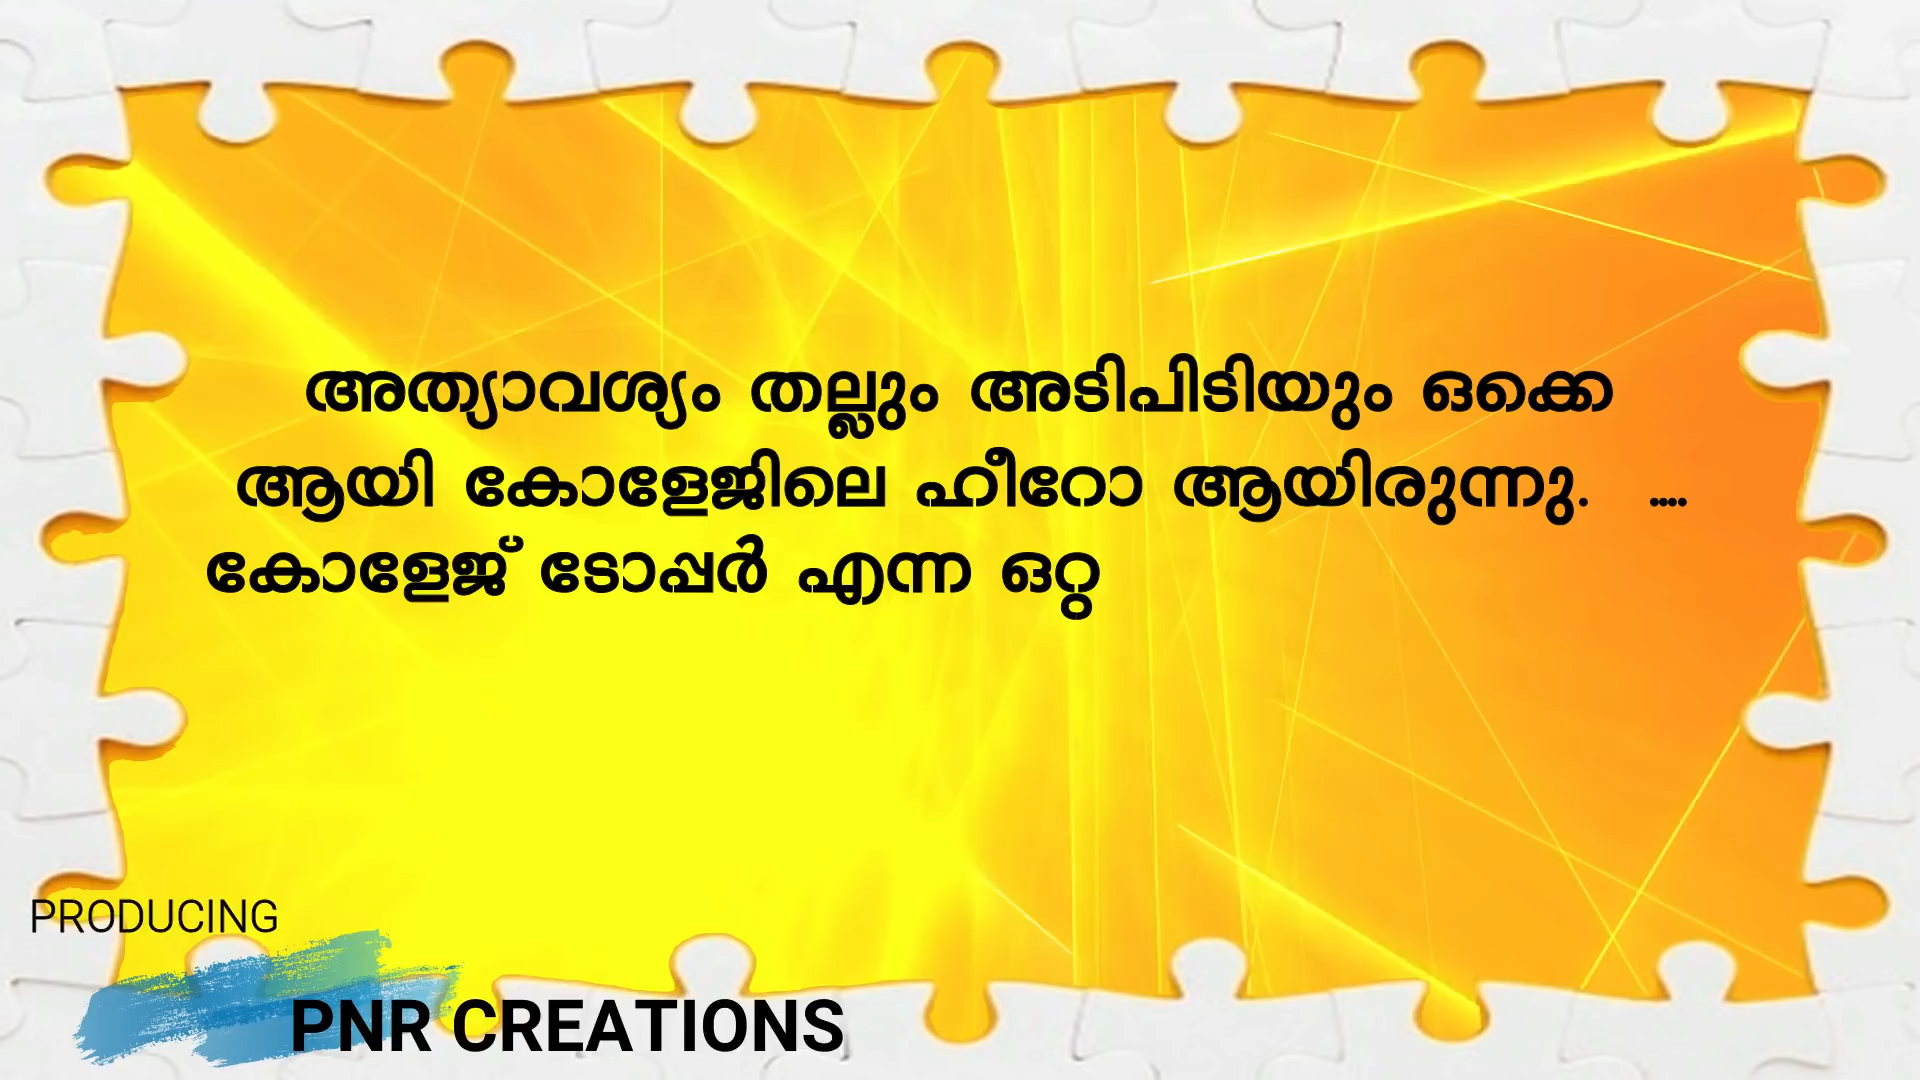 അത്യാവശ്യം തല്ലും അടിപിടിയും ഒക്കെ
ആയി കോളേജിലെ ഹീറോ ആയിരുന്നു. ....
കോളേജ് ടോപ്പർ എന്ന ഒറ്റ
PRODUCING
PNR CREATIONS